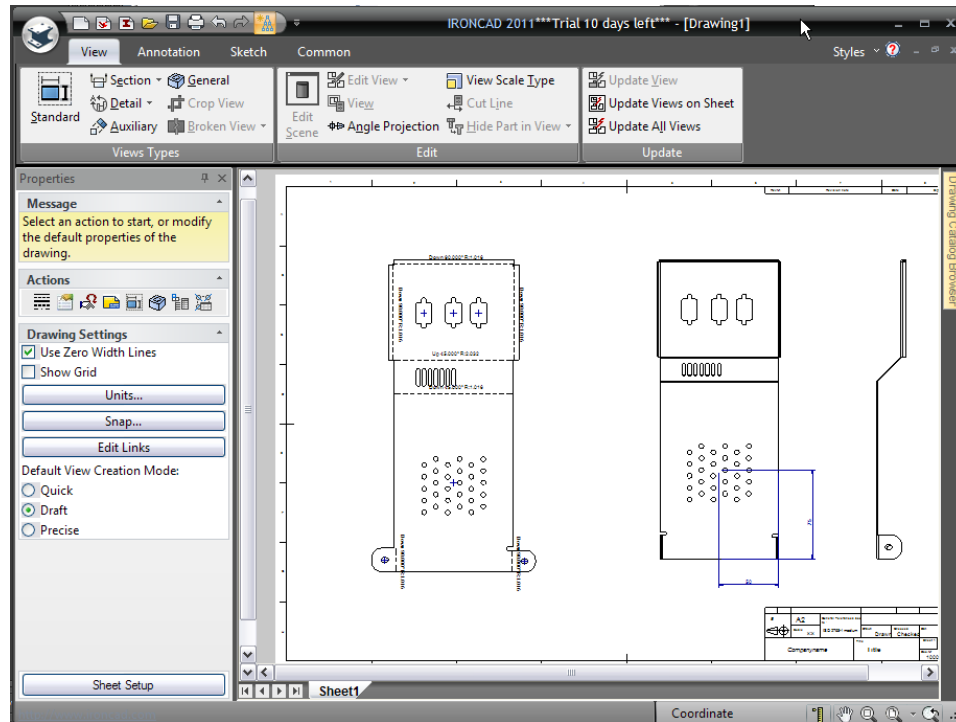 IRONCAD 2011***Trial 10 days left*** - [Drawing1]
View Annotation Sketch Common Styles
Standard
Section General
Detail Crop View
Auxiliary Broken View
Views Types
Edit Scene
Edit View View Scale Type
View Cut Line
Angle Projection Hide Part in View
Edit
Update View
Update Views on Sheet
Update All Views
Update
Properties
Message
Select an action to start, or modify
the default properties of the
drawing.
Actions
Drawing Settings
Use Zero Width Lines
Show Grid
Units...
Snap...
Edit Links
Default View Creation Mode:
Quick
Draft
Precise
Sheet Setup
Drawing Catalog Browser
A2
Drawn Checked
Companyname Title
Sheet1
Coordinate